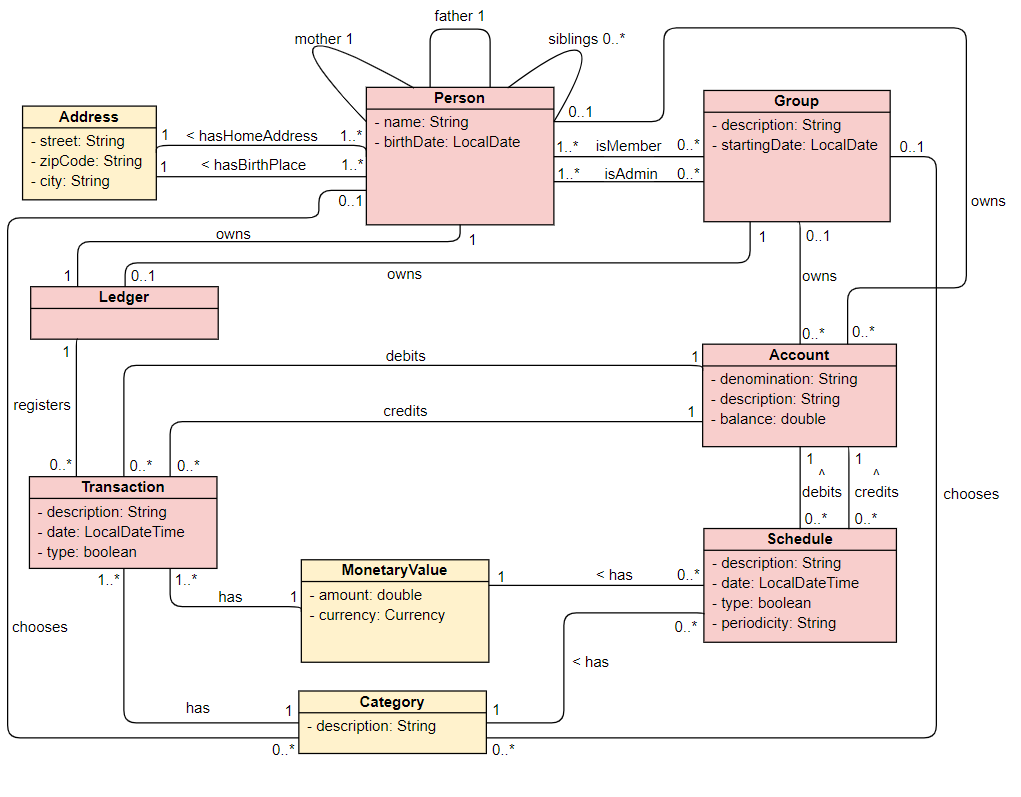 father 1
mother 1
siblings 0..*
Person
- name: String
- birthDate: LocalDate
0..1
Group
- description: String
- startingDate: LocalDate
0..1
Address
- street: String
- zipCode: String
- city: String
1
< hasHomeAddress
1..*
1
< hasBirthPlace
1..*
1..*
isMember
0..*
1..*
isAdmin
0..*
0..1
owns
1
owns
1
0..1
owns
1
0..1
owns
1
0..1
Ledger
0..*
0..*
1
debits
1
Account
- denomination: String
- description: String
- balance: double
registers
credits
1
0..*
0..*
0..*
1
^
debits
1
^
credits
0..*
0..*
chooses
Transaction
- description: String
- date: LocalDateTime
- type: boolean
Schedule
- description: String
- date: LocalDateTime
- type: boolean
- periodicity: String
1..*
1..*
has
1
MonetaryValue
- amount: double
- currency: Currency
1
< has
0..*
0..*
chooses
< has
has
1
Category
- description: String
1
0..*
0..*